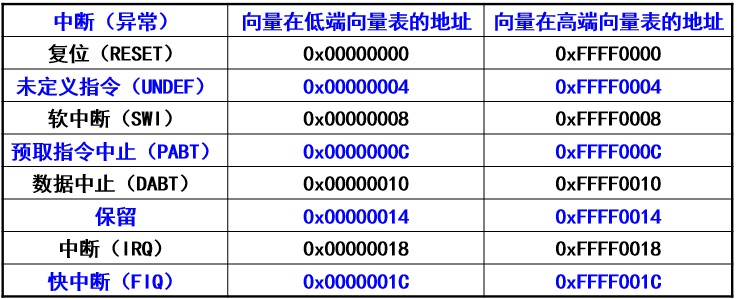 中断（异常） 向量在低端向量表的地址 向量在高端向量表的地址
复位（RESET） 0x00000000 0xFFFF0000
未定义指令（UNDEF） 0x00000004 0xFFFF0004
软中断（SWI） 0x00000008 0xFFFF0008
预取指令中止（PABT） 0x0000000C 0xFFFF000C
数据中止（DABT） 0x00000010 0xFFFF0010
保留 0x00000014 0xFFFF0014
中断（IRQ） 0x00000018 0xFFFF0018
快中断（FIQ） 0x0000001C 0xFFFF001C